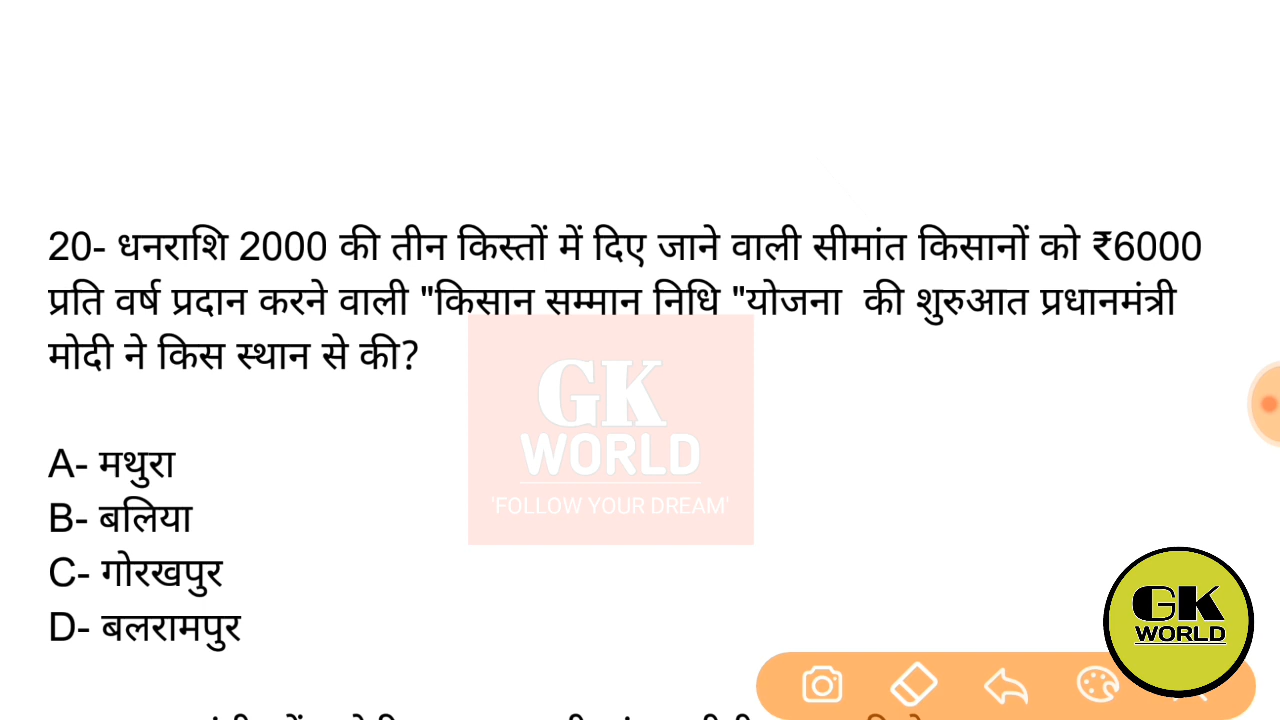 20- धनराशि 2000 की तीन किस्तों में दिए जाने वाली सीमांत किसानों को ₹6000
प्रति वर्ष प्रदान करने वाली "किसान सम्मान निधि "योजना की शुरुआत प्रधानमंत्री
मोदी ने किस स्थान से की?
A- मथुरा
B- बलिया
C- गोरखपुर
D- बलरामपुर
GK
WORLD
'FOLLOW YOUR DREAM'
GK
WORLD